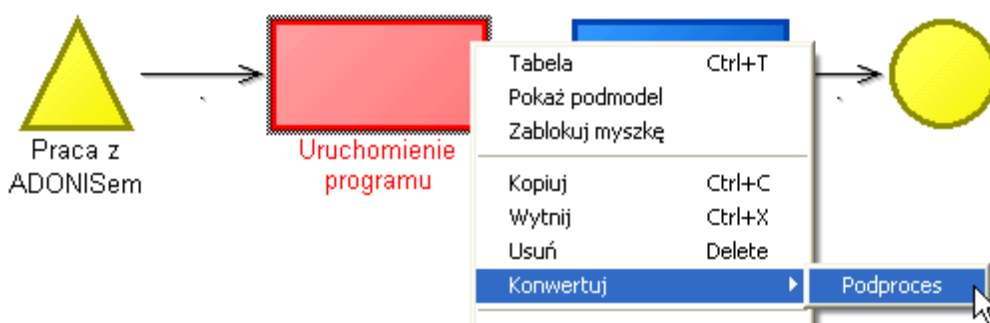 Praca z
ADONISem
Uruchomienie
programu
Tabela Ctrl+T
Pokaż podmodel
Zablokuj myszkę
Kopiuj Ctrl+C
Wytnij Ctrl+X
Usuń Delete
Konwertuj
Podproces